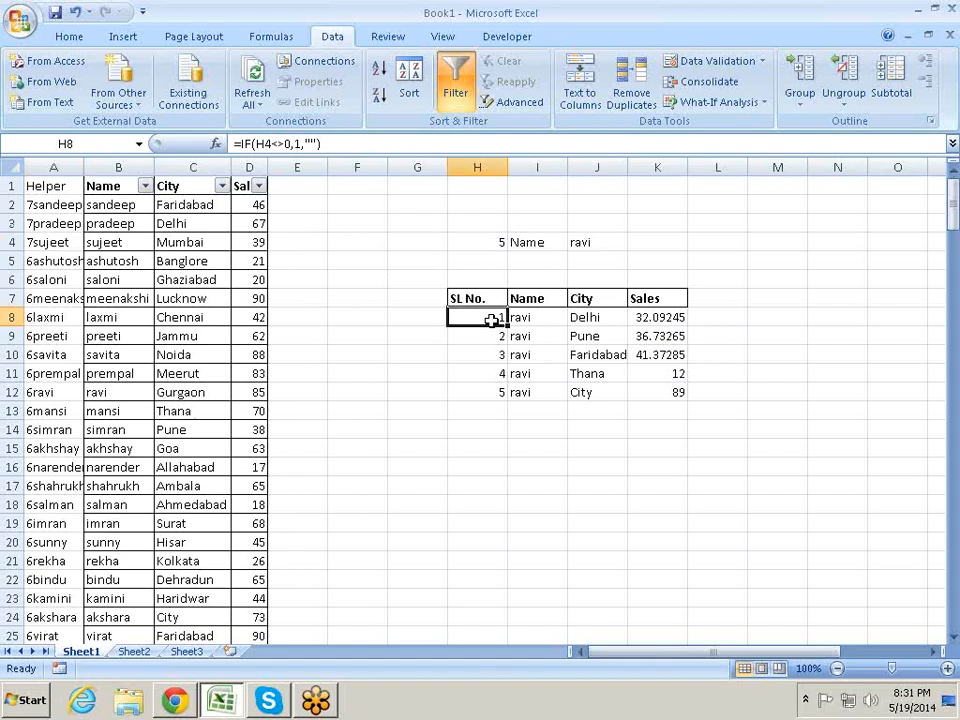 Book1 - Microsoft Excel
Home Insert Page Layout Formulas Data Review View Developer
From Access
From Web
From Text
From Other Sources
Existing Connections
Get External Data
Refresh All
Connections
Properties
Edit Links
Connections
Sort
Filter
Clear
Reapply
Advanced
Sort & Filter
Text to Columns
Remove Duplicates
Data Validation
Consolidate
What-If Analysis
Data Tools
Group
Ungroup
Subtotal
Outline
H8 =IF(H4<>0,1,"")
A B C D E F G H I J K L M N O
1 Helper Name City Sal
2 7sandeep sandeep Faridabad 46
3 7pradeep pradeep Delhi 67
4 7sujeet sujeet Mumbai 39 5 Name ravi
5 6ashutosh ashutosh Banglore 21
6 6saloni saloni Ghaziabad 20
7 6meenaks meenakshi Lucknow 90 SL No. Name City Sales
8 6laxmi laxmi Chennai 42 1 ravi Delhi 32.09245
9 6preeti preeti Jammu 62 2 ravi Pune 36.73265
10 6savita savita Noida 88 3 ravi Faridabad 41.37285
11 6prempal prempal Meerut 83 4 ravi Thana 12
12 6ravi ravi Gurgaon 85 5 ravi City 89
13 6mansi mansi Thana 70
14 6simran simran Pune 38
15 6akhshay akhshay Goa 63
16 6narender narender Allahabad 17
17 6shahrukh shahrukh Ambala 65
18 6salman salman Ahmedabad 18
19 6imran imran Surat 68
20 6sunny sunny Hisar 45
21 6rekha rekha Kolkata 26
22 6bindu bindu Dehradun 65
23 6kamini kamini Haridwar 44
24 6akshara akshara City 73
25 6virat virat Faridabad 90
Sheet1 Sheet2 Sheet3
Ready 100%
Start 8:31 PM
5/19/2014